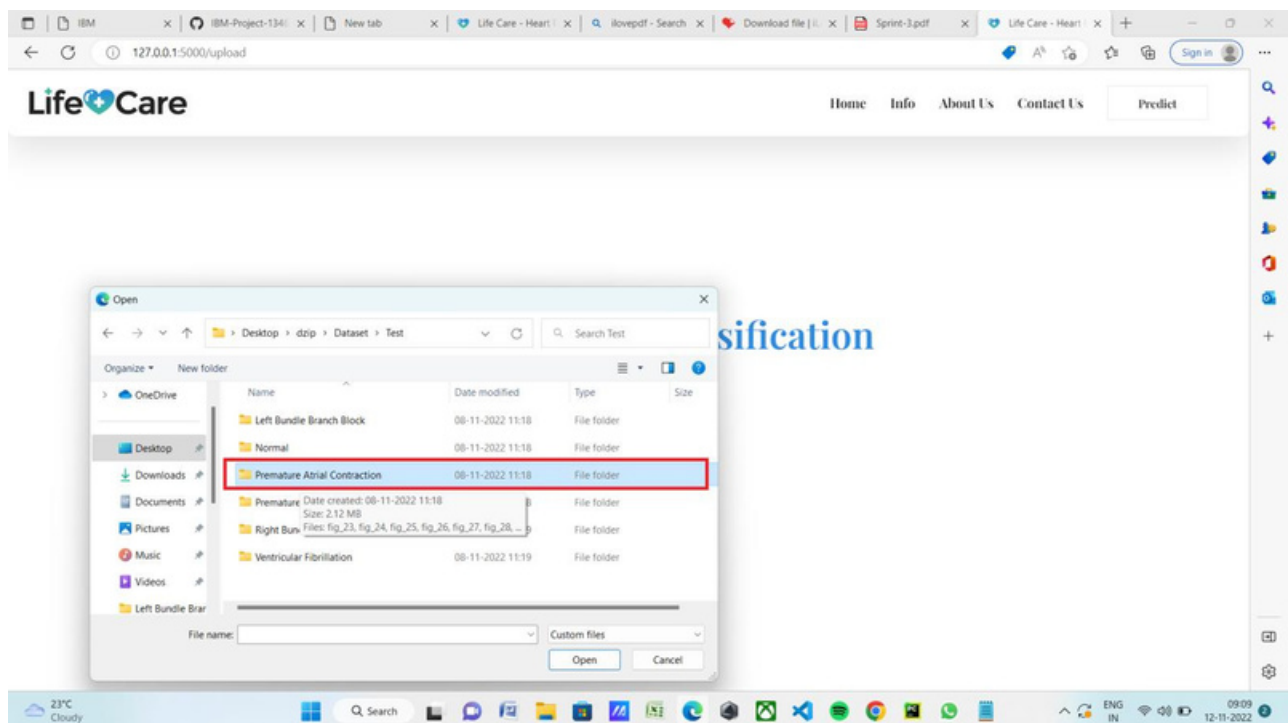 IBM
IBM-Project-1346
New tab
Life Care - Heart
ilovepdf - Search
Download file | iL
Sprint-3.pdf
Life Care - Heart
127.0.0.1:5000/upload
Sign in
Life Care
Home Info About Us Contact Us Predict
sification
Open
Desktop › dzip › Dataset › Test
Search Test
Organize New folder
Name Date modified Type Size
OneDrive
Left Bundle Branch Block 08-11-2022 11:18 File folder
Desktop
Normal 08-11-2022 11:18 File folder
Downloads
Premature Atrial Contraction 08-11-2022 11:18 File folder
Documents
Premature 8 File folder
Date created: 08-11-2022 11:18
Size: 2.12 MB
Files: fig_23, fig_24, fig_25, fig_26, fig_27, fig_28, ...
Pictures
Right Bun 9 File folder
Music
Ventricular Fibrillation 08-11-2022 11:19 File folder
Videos
Left Bundle Brar
File name: Custom files
Open Cancel
23°C
Cloudy
Search
ENG
IN
09:09
12-11-2022
2